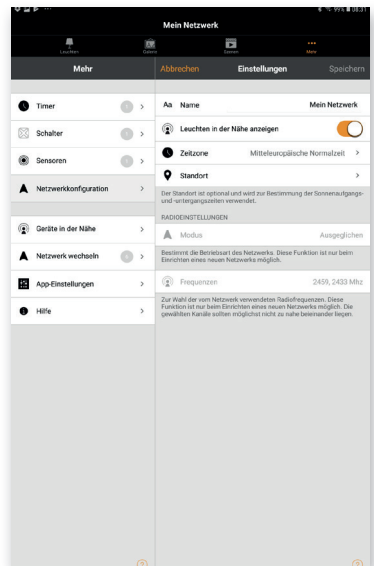 99% 08:31
Mein Netzwerk
Leuchten
Szenen
Mehr
Abbrechen Einstellungen Speichern
Timer
Schalter
Sensoren
Netzwerkkonfiguration
Geräte in der Nähe
Netzwerk wechseln
App-Einstellungen
Hilfe
Aa Name Mein Netzwerk
Leuchten in der Nähe anzeigen
Zeitzone Mitteleuropäische Normalzeit
Standort
Der Standort ist optional und wird zur Bestimmung der Sonnenaufgangs-
und -untergangszeiten verwendet.
RADIOEINSTELLUNGEN
Modus Ausgeglichen
Bestimmt die Betriebsart des Netzwerks. Diese Funktion ist nur beim
Einrichten eines neuen Netzwerks möglich.
Frequenzen 2459, 2433 Mhz
Zur Wahl der vom Netzwerk verwendeten Radiofrequenzen. Diese
Funktion ist nur beim Einrichten eines neuen Netzwerks möglich. Die
gewählten Kanäle sollten möglichst nicht zu nahe beieinander liegen.
? ?